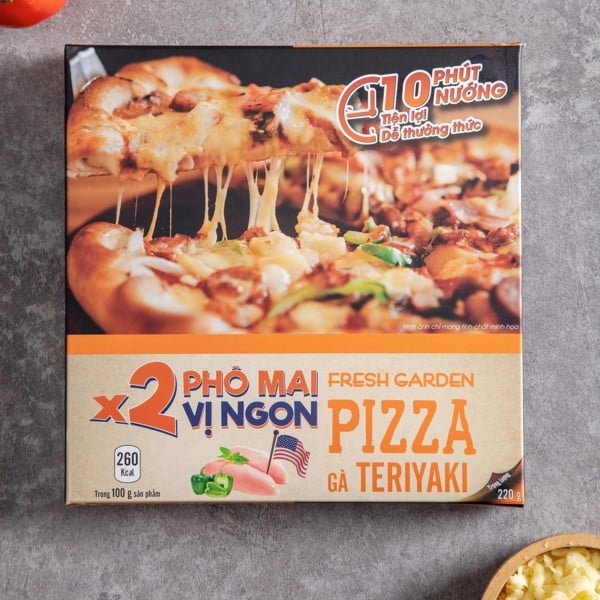 10 PHÚT
NƯỚNG
Tiện lợi
Dễ thưởng thức
Hình ảnh chỉ mang tính chất minh họa
x2 PHÔ MAI
VỊ NGON
FRESH GARDEN
PIZZA
GÀ TERIYAKI
260
Kcal
Trong 100 g sản phẩm
Trọng lượng
220g